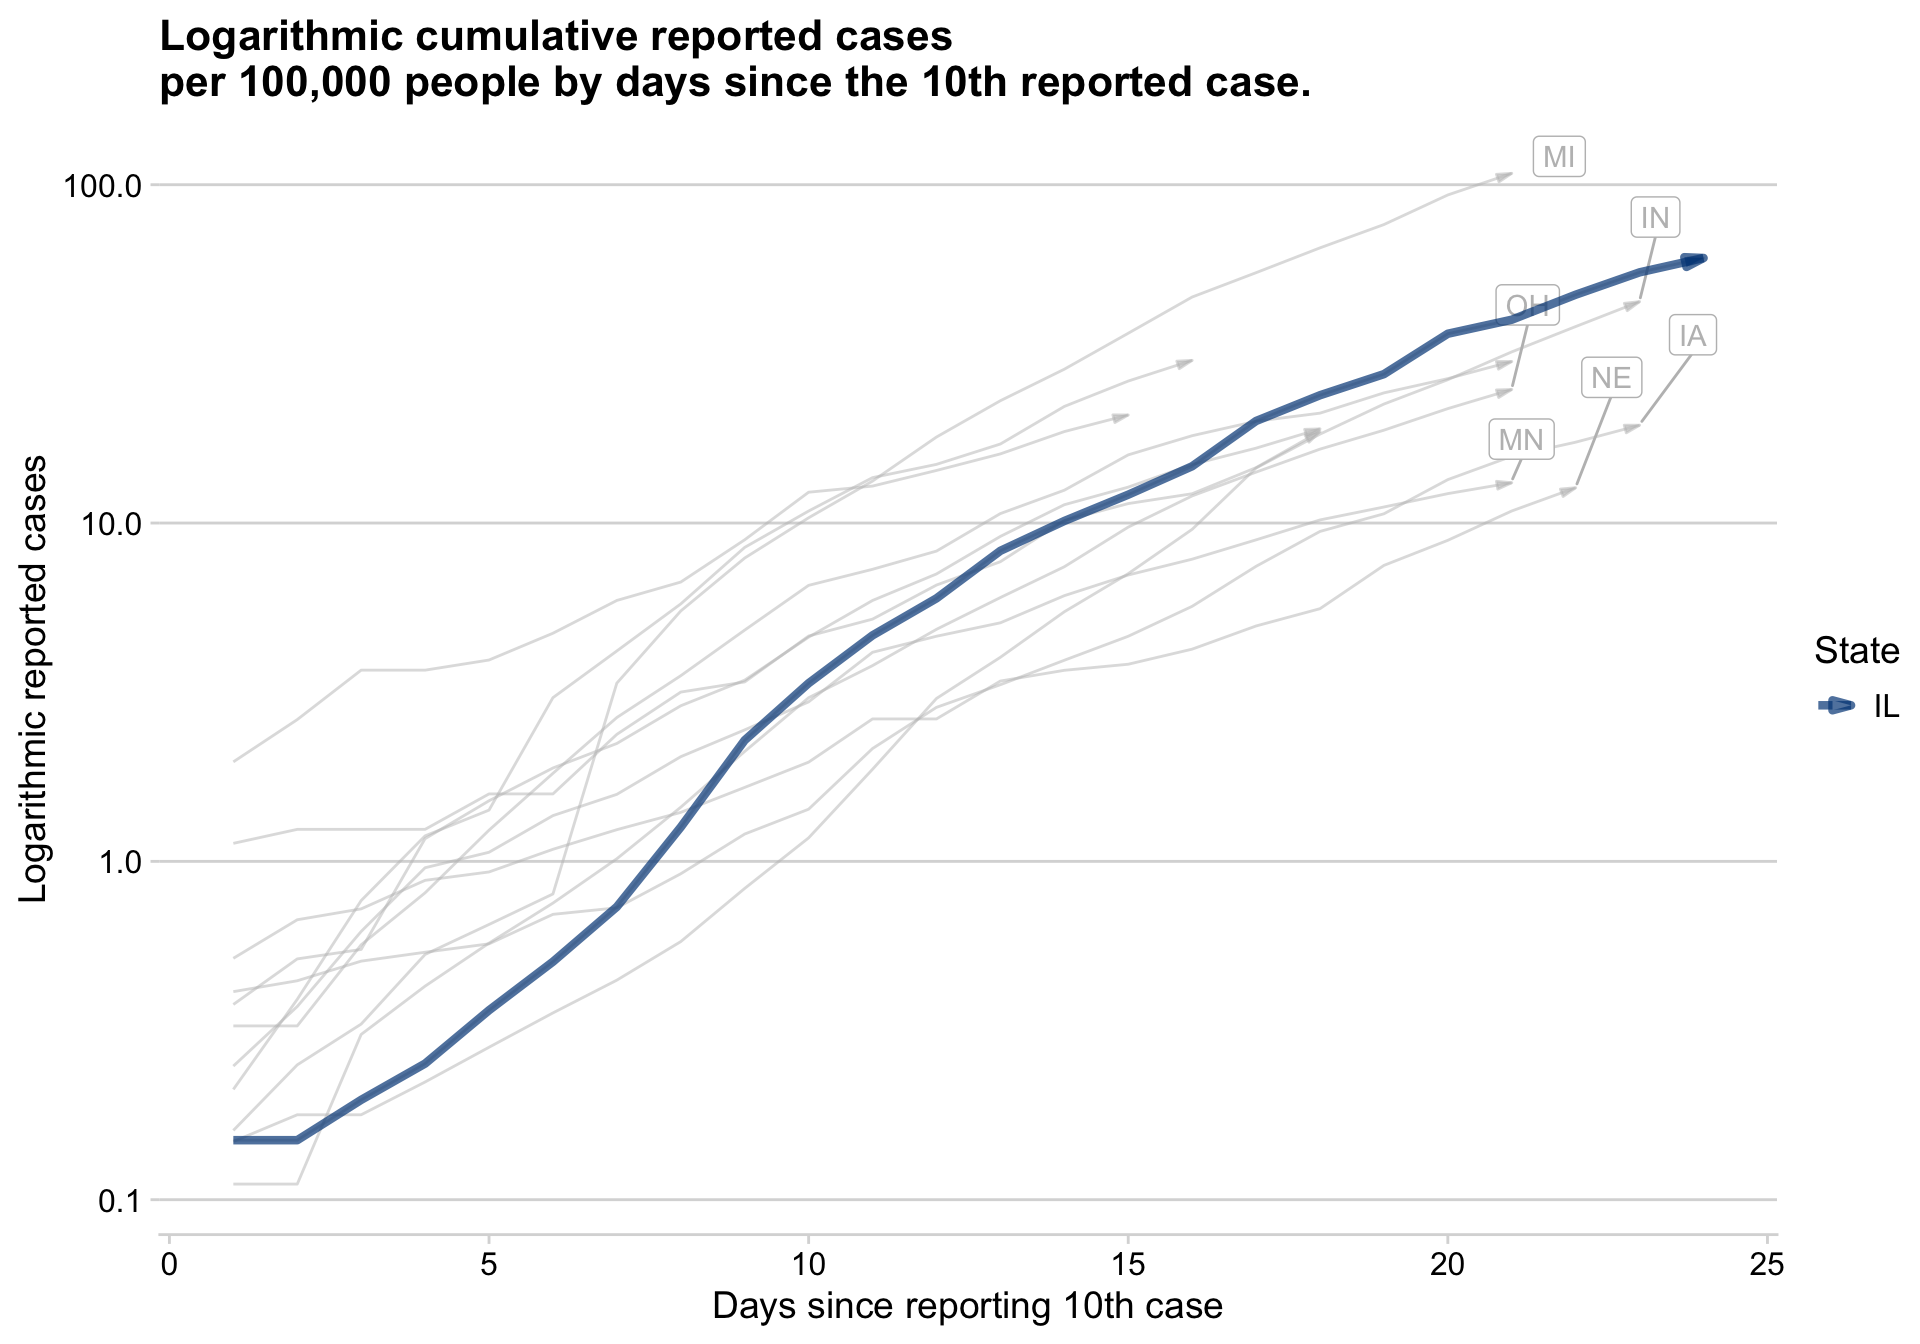 Logarithmic cumulative reported cases
per 100,000 people by days since the 10th reported case.
MI
100.0
IN
OH
IA
NE
MN
10.0
Logarithmic reported cases
State
IL
1.0
0.1
0
5
10
15
20
25
Days since reporting 10th case